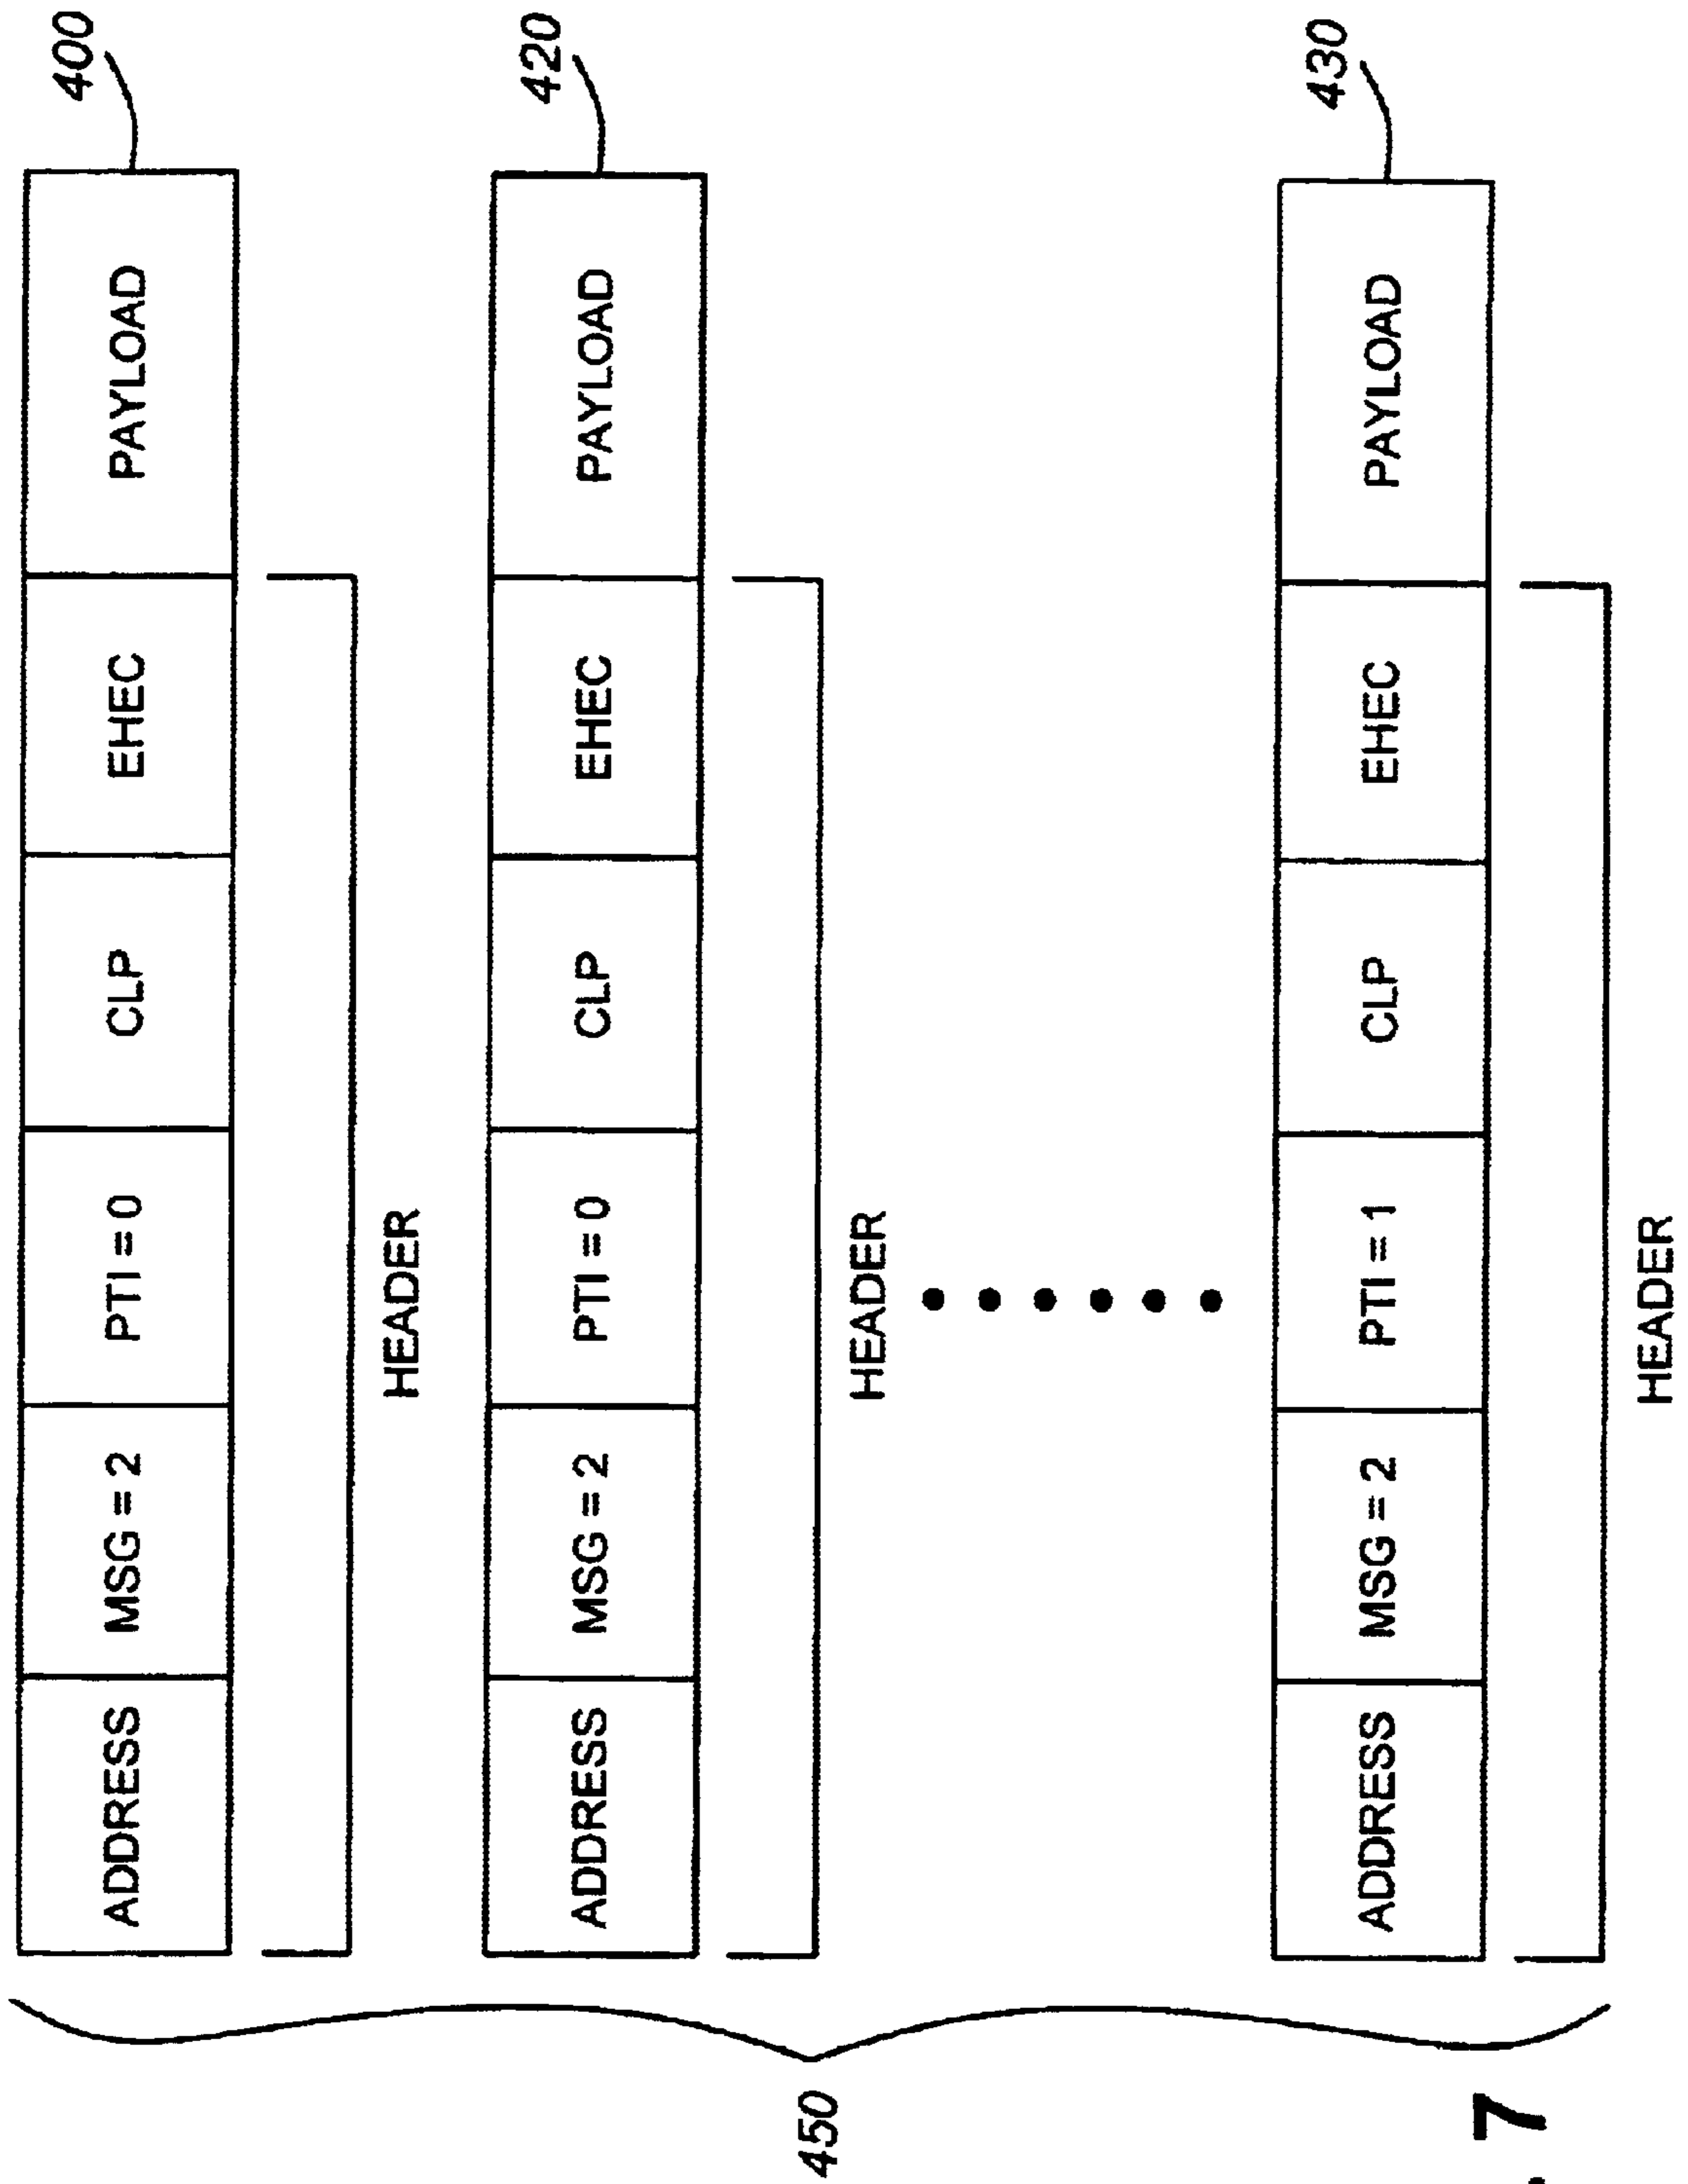 400
ADDRESS MSG = 2 PTI = 0 CLP EHEC PAYLOAD
HEADER
420
ADDRESS MSG = 2 PTI = 0 CLP EHEC PAYLOAD
HEADER
450
430
ADDRESS MSG = 2 PTI = 1 CLP EHEC PAYLOAD
HEADER
7